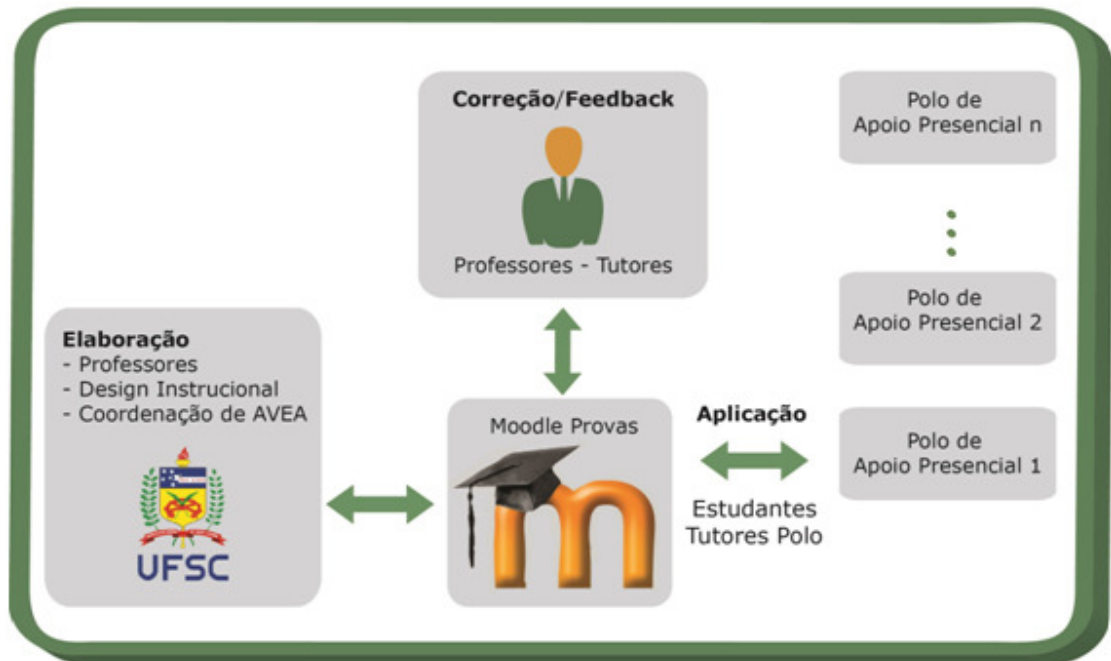 Correção/Feedback
Professores - Tutores
Elaboração
- Professores
- Design Instrucional
- Coordenação de AVEA
UFSC
Moodle Provas
m
Aplicação
Estudantes
Tutores Polo
Polo de
Apoio Presencial n
Polo de
Apoio Presencial 2
Polo de
Apoio Presencial 1